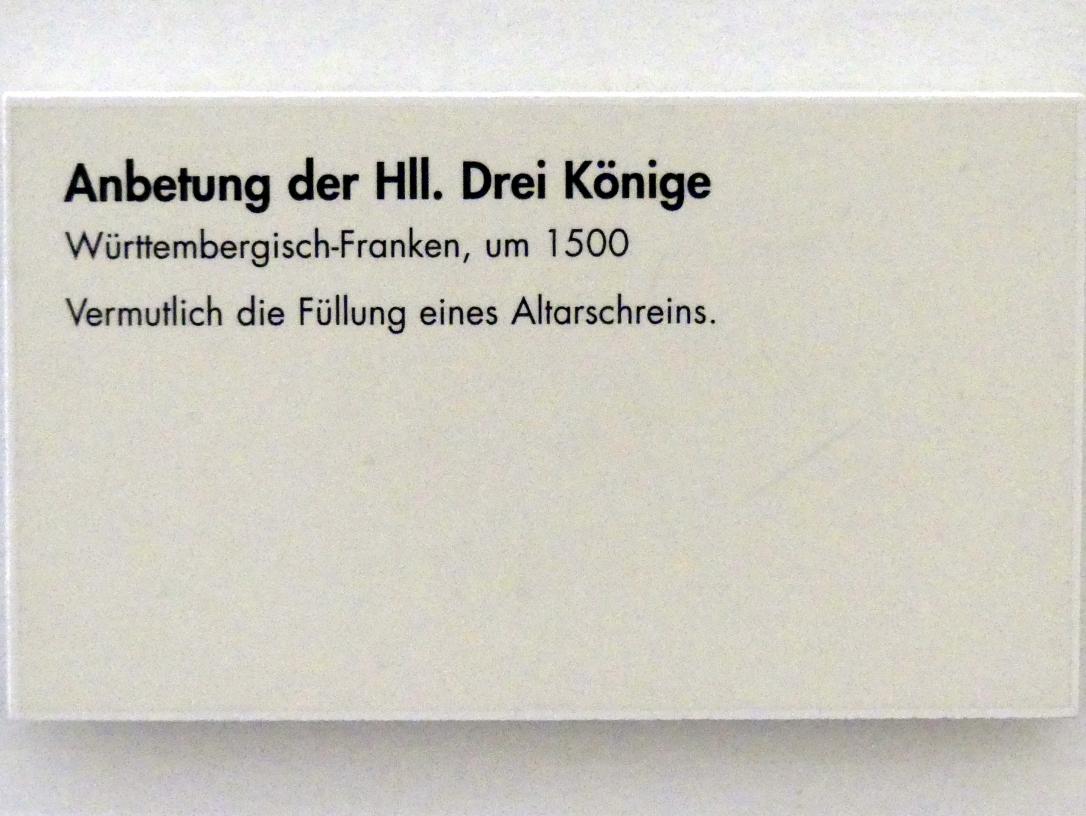 Anbetung der Hll. Drei Könige
Württembergisch-Franken, um 1500
Vermutlich die Füllung eines Altarschreins.